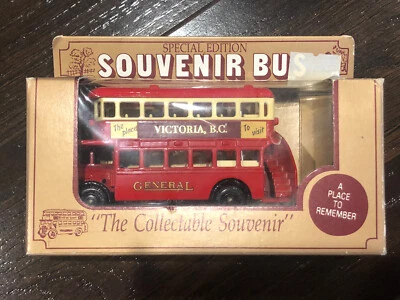 SPECIAL EDITION
SOUVENIR BUS
The place
VICTORIA, B.C.
to visit
GENERAL
A
PLACE
TO
REMEMBER
"The Collectable Souvenir"